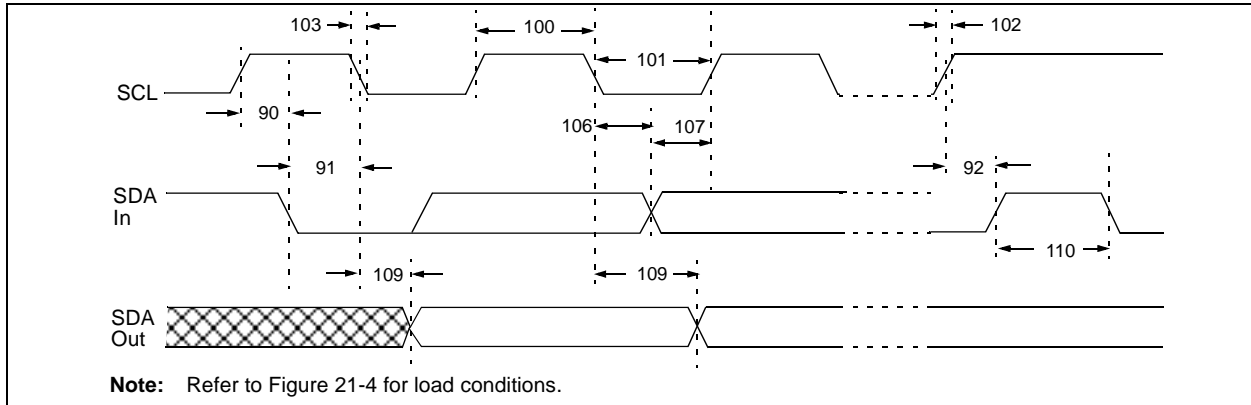 103
100
102
101
SCL
90
106
107
91
92
SDA
In
109
109
110
SDA
Out
Note: Refer to Figure 21-4 for load conditions.